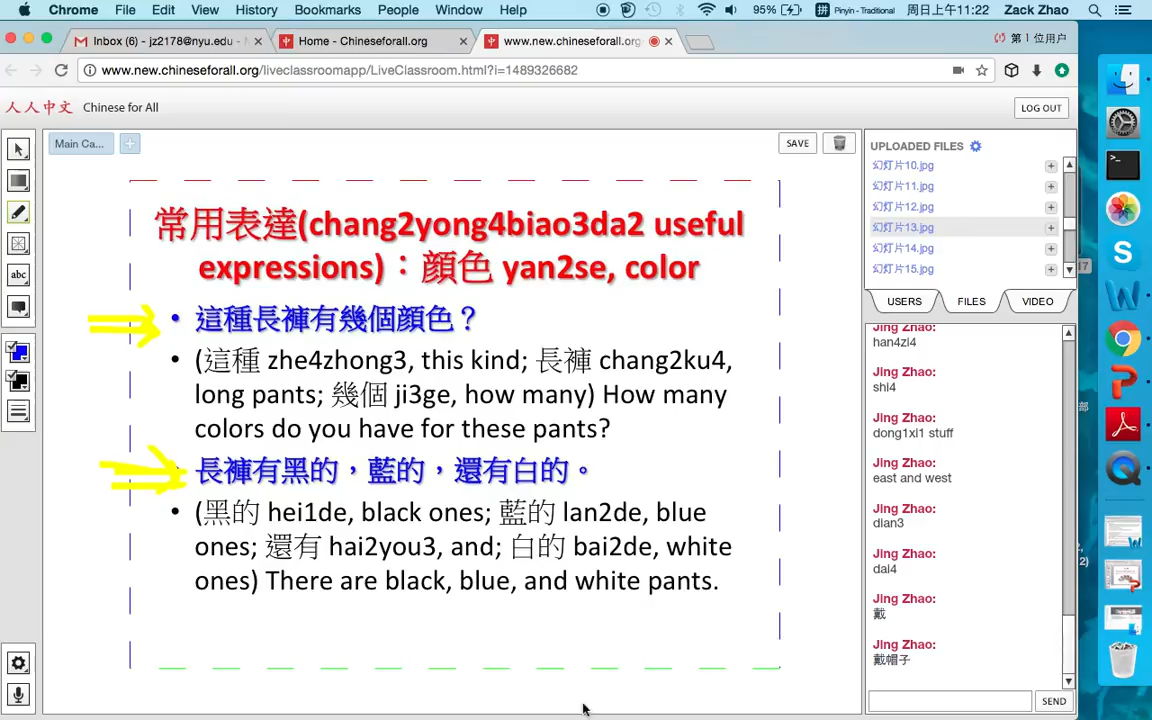 Chrome File Edit View History Bookmarks People Window Help 95% Pinyin - Traditional 周日上午11:22 Zack Zhao
Inbox (6) - jz2178@nyu.edu - N
Home - Chineseforall.org
www.new.chineseforall.org
第 1 位用户
www.new.chineseforall.org/liveclassroomapp/LiveClassroom.html?i=1489326682
人人中文 Chinese for All
LOG OUT
Main Ca...
SAVE
abc
常用表達(chang2yong4biao3da2 useful
expressions)：顏色 yan2se, color
• 這種長褲有幾個顏色？
• (這種 zhe4zhong3, this kind; 長褲 chang2ku4,
long pants; 幾個 ji3ge, how many) How many
colors do you have for these pants?
• 長褲有黑的，藍的，還有白的。
• (黑的 hei1de, black ones; 藍的 lan2de, blue
ones; 還有 hai2you3, and; 白的 bai2de, white
ones) There are black, blue, and white pants.
UPLOADED FILES
幻灯片10.jpg
幻灯片11.jpg
幻灯片12.jpg
幻灯片13.jpg
幻灯片14.jpg
幻灯片15.jpg
USERS FILES VIDEO
Jing Zhao:
han4zi4
Jing Zhao:
shi4
Jing Zhao:
dong1xi1 stuff
Jing Zhao:
east and west
Jing Zhao:
dian3
Jing Zhao:
dai4
Jing Zhao:
戴
Jing Zhao:
戴帽子
SEND